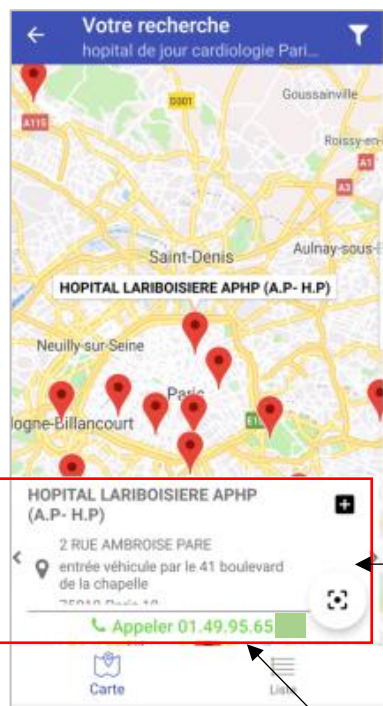 Votre recherche
hopital de jour cardiologie Pari...
D301
Goussainville
A115
Roissy-en-
A1
A3
Saint-Denis
Aulnay-sous-
HOPITAL LARIBOISIERE APHP (A.P- H.P)
Neuilly-sur-Seine
Paris
logne-Billancourt
HOPITAL LARIBOISIERE APHP
(A.P- H.P)
2 RUE AMBROISE PARE
entrée véhicule par le 41 boulevard
de la chapelle
Appeler 01.49.95.65
Carte
Liste